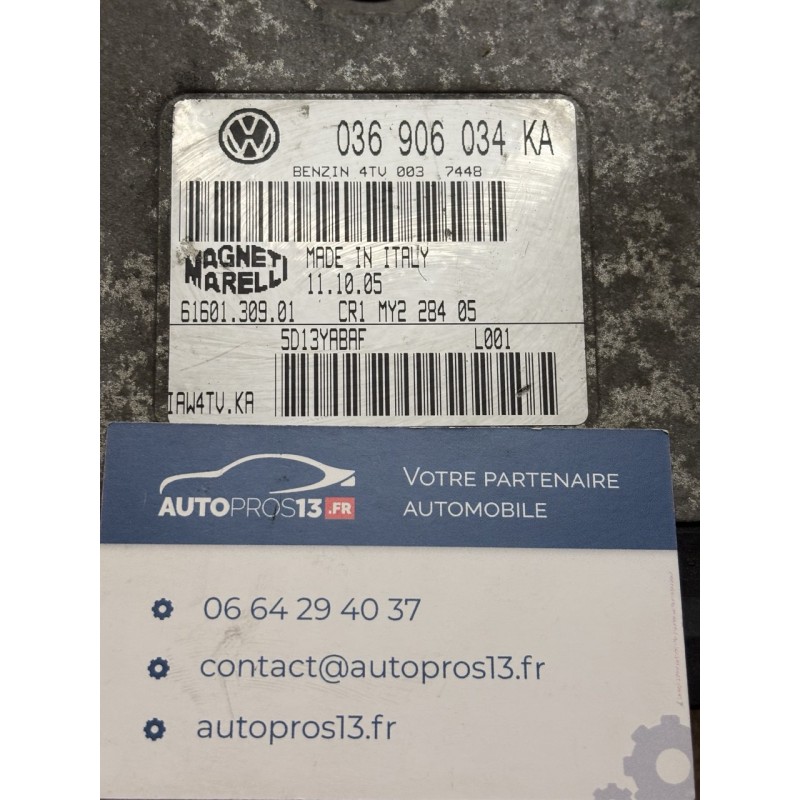 036 906 034 KA
BENZIN 4TV 003 7448
MAGNETI
MARELLI
MADE IN ITALY
11.10.05
61601.309.01 CR1 MY2 284 05
5D13YABAF L001
IAW4TV.KA
AUTOPROS13.FR
VOTRE PARTENAIRE
AUTOMOBILE
06 64 29 40 37
contact@autopros13.fr
autopros13.fr